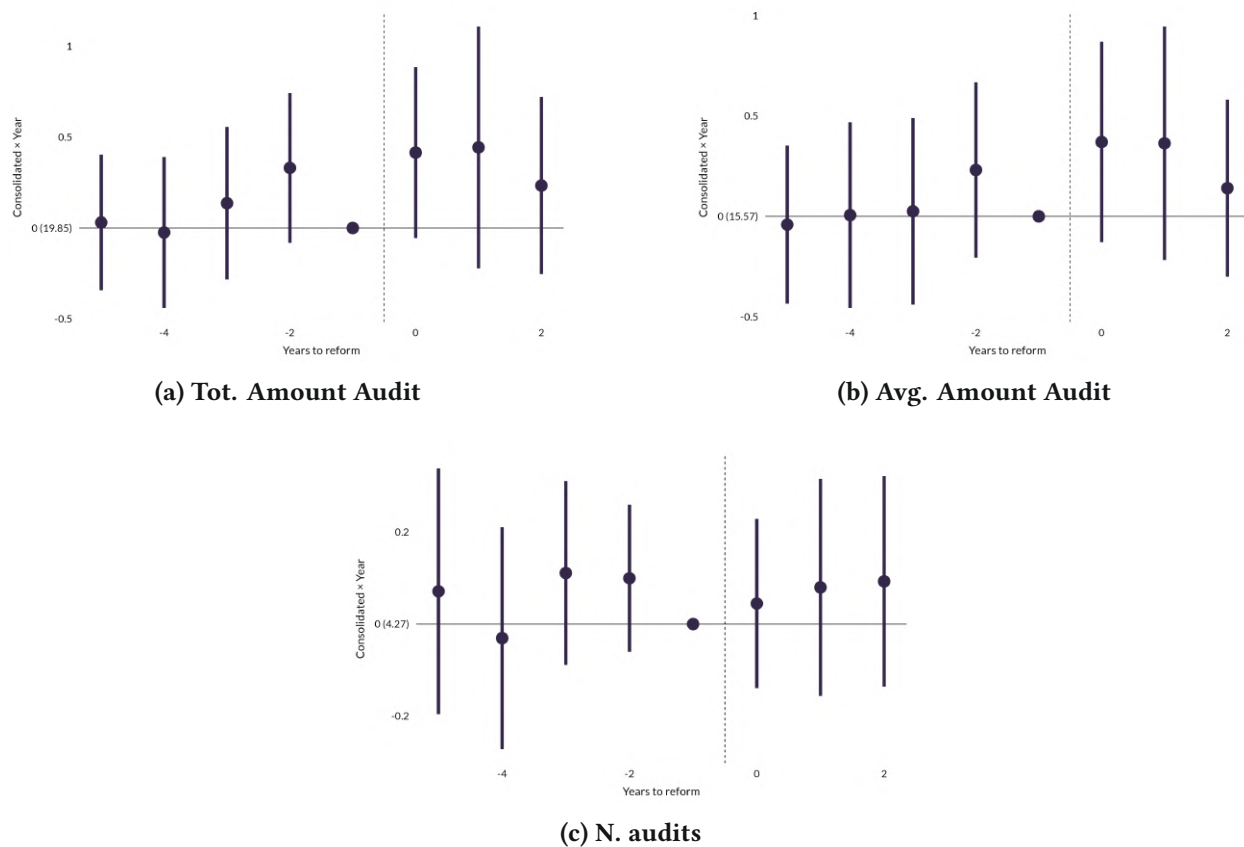 1
0.5
0 (19.85)
-0.5
Consolidated × Year
-4
-2
0
2
Years to reform
(a) Tot. Amount Audit
1
0.5
0 (15.57)
-0.5
Consolidated × Year
-4
-2
0
2
Years to reform
(b) Avg. Amount Audit
0.2
0 (4.27)
-0.2
Consolidated × Year
-4
-2
0
2
Years to reform
(c) N. audits